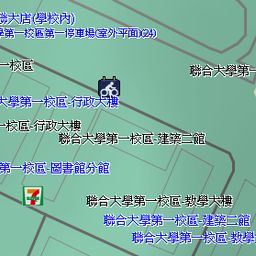 聯大店(學校內)
學第一校區第一停車場(室外平面)(24)
一校區
聯合大學第一
大學第一校區-行政大樓
一校區-行政大樓
聯合大學第一校區-建築二館
第一校區-圖書館分館
7
聯合大學第一校區-教學大樓
聯合大學第一校區-建築二館
聯合大學第一校區-教學